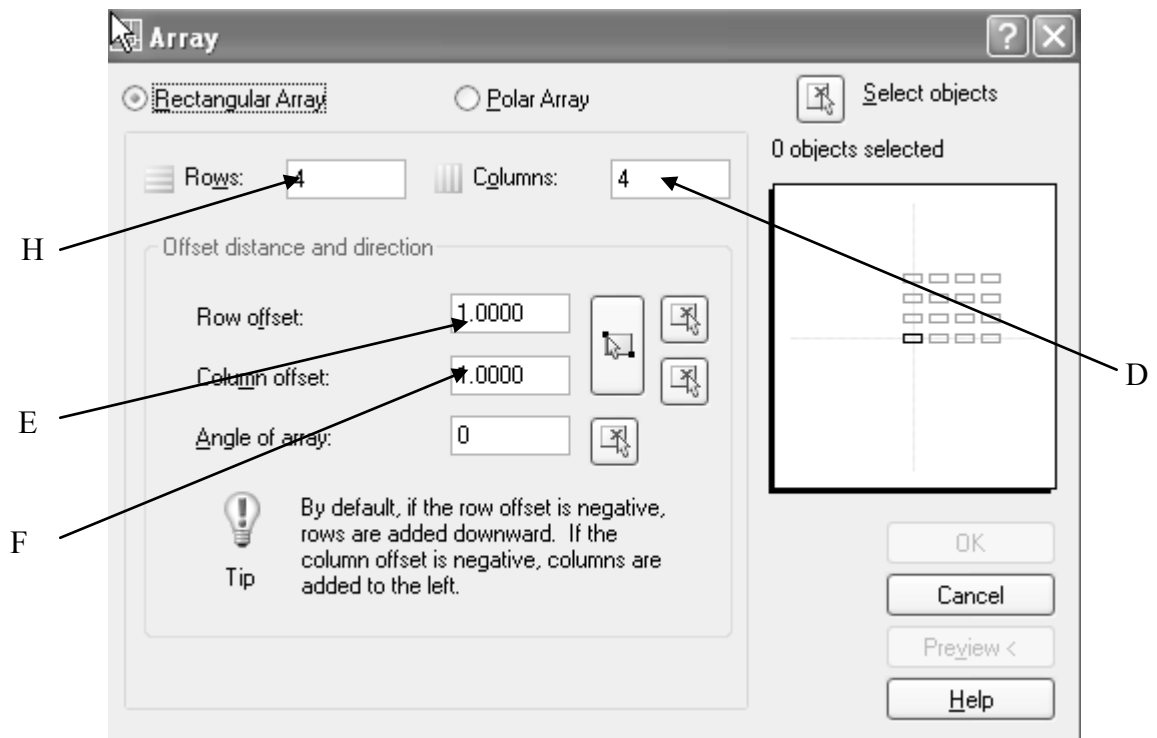 Array
Rectangular Array Polar Array Select objects
0 objects selected
Rows: 4 Columns: 4
H
Offset distance and direction
Row offset: 1.0000
Column offset: 1.0000
D
E
Angle of array: 0
F
By default, if the row offset is negative,
rows are added downward. If the
column offset is negative, columns are
added to the left.
Tip
OK
Cancel
Preview <
Help